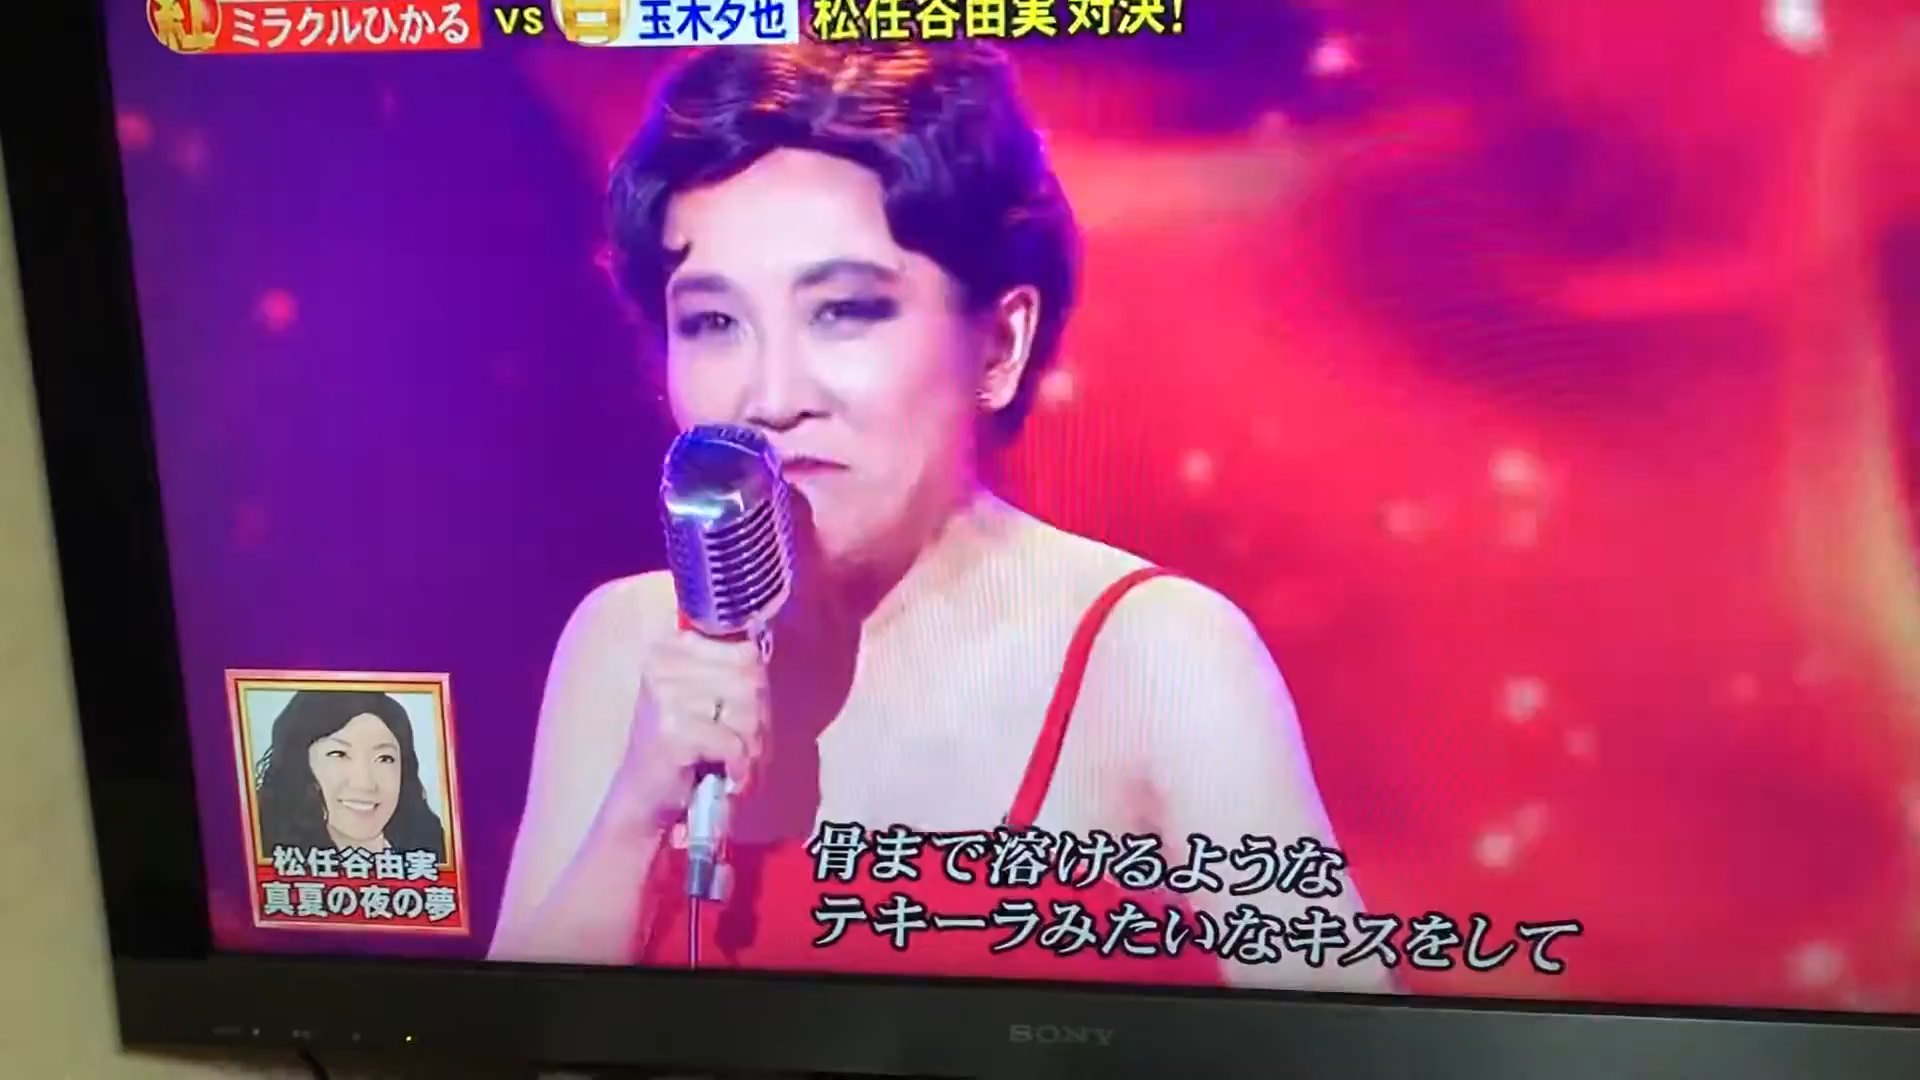 紅 ミラクルひかる vs 玉木夕也 松任谷由実 対決!
松任谷由実
真夏の夜の夢
骨まで溶けるような
テキーラみたいなキスをして
SONY